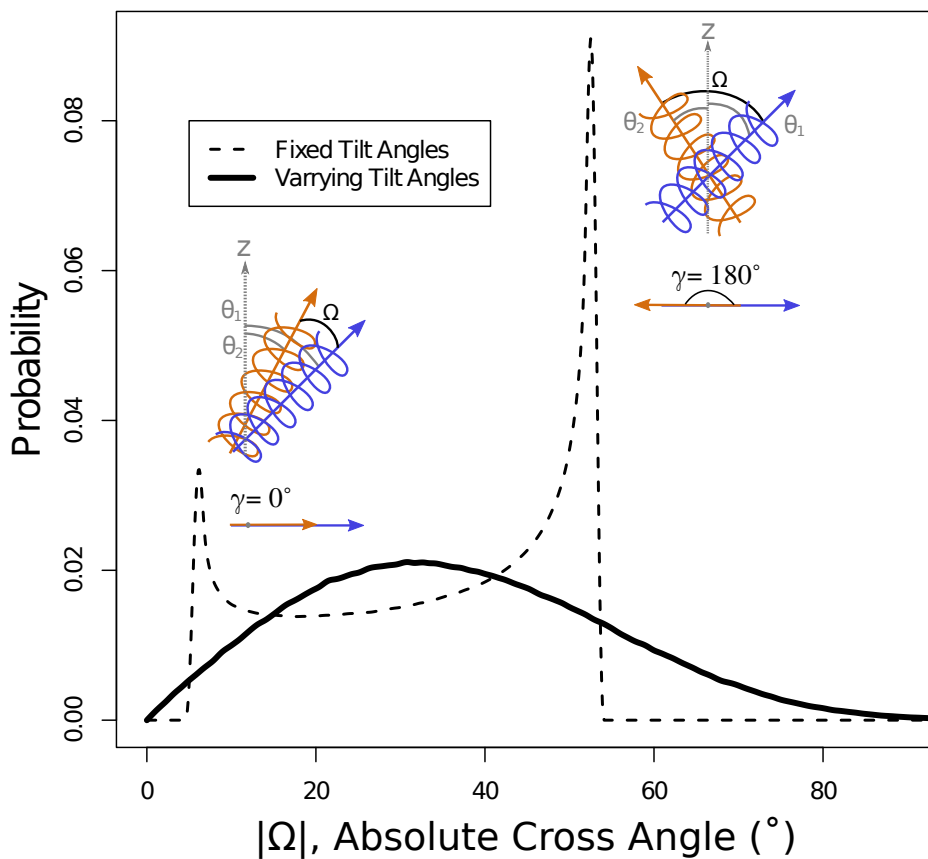 Fixed Tilt Angles
Varrying Tilt Angles
Z
θ1
θ2
Ω
γ= 0°
Z
Ω
θ2
θ1
γ= 180°
Probability
0.00
0.02
0.04
0.06
0.08
0
20
40
60
80
|Ω|, Absolute Cross Angle (°)